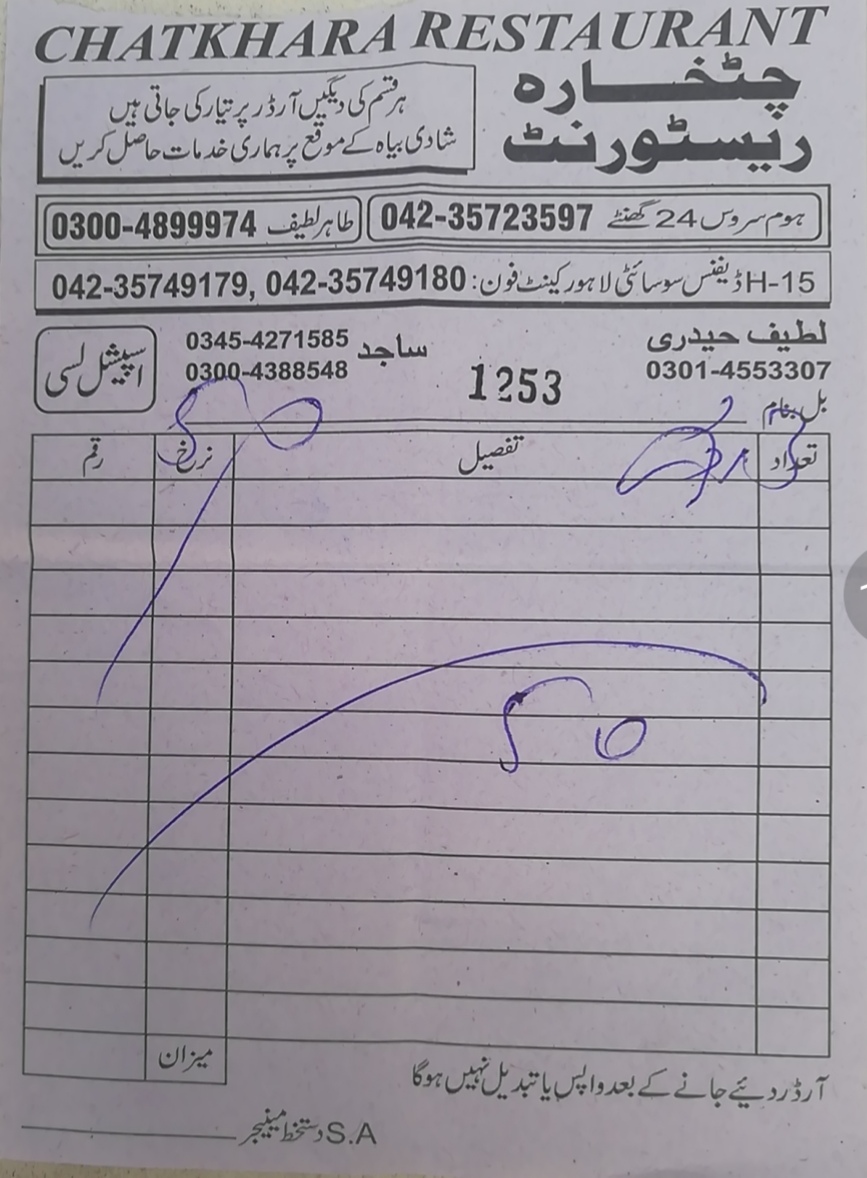 CHATKHARA RESTAURANT
چٹخارہ
ریسٹورنٹ
ہر قسم کی دیگیں آرڈر پر تیار کی جاتی ہیں
شادی بیاہ کے موقع پر ہماری خدمات حاصل کریں
ہوم سروس 24 گھنٹے 042-35723597
طاہر لطیف 0300-4899974
H-15 ڈیفنس سوسائٹی لاہور کینٹ فون: 042-35749179, 042-35749180
لطیف حیدری
0301-4553307
1253
ساجد 0345-4271585
0300-4388548
اسپیشل لسی
بل بنام
تعداد تفصیل نرخ رقم
میزان
آرڈر دئیے جانے کے بعد واپس یا تبدیل نہیں ہوگا
S.A دستخط مینیجر